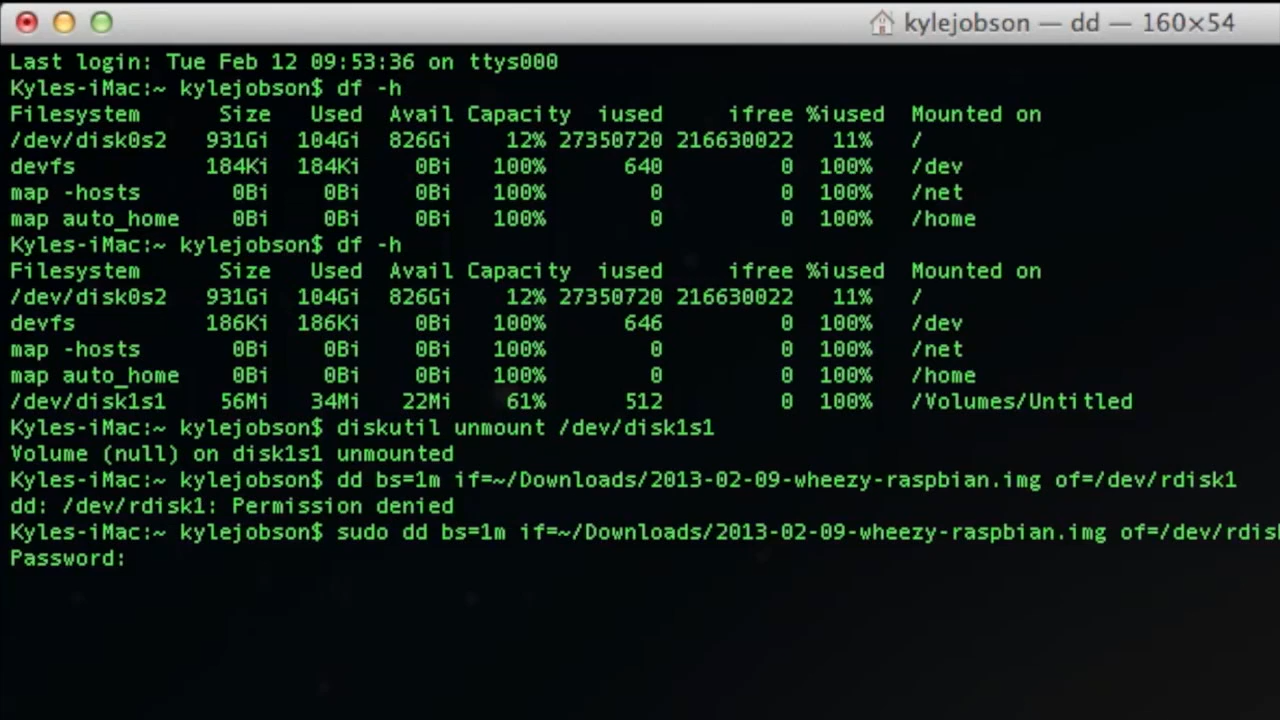 kylejobson — dd — 160×54
Last login: Tue Feb 12 09:53:36 on ttys000
Kyles-iMac:~ kylejobson$ df -h
Filesystem Size Used Avail Capacity iused ifree %iused Mounted on
/dev/disk0s2 931Gi 104Gi 826Gi 12% 27350720 216630022 11% /
devfs 184Ki 184Ki 0Bi 100% 640 0 100% /dev
map -hosts 0Bi 0Bi 0Bi 100% 0 0 100% /net
map auto_home 0Bi 0Bi 0Bi 100% 0 0 100% /home
Kyles-iMac:~ kylejobson$ df -h
Filesystem Size Used Avail Capacity iused ifree %iused Mounted on
/dev/disk0s2 931Gi 104Gi 826Gi 12% 27350720 216630022 11% /
devfs 186Ki 186Ki 0Bi 100% 646 0 100% /dev
map -hosts 0Bi 0Bi 0Bi 100% 0 0 100% /net
map auto_home 0Bi 0Bi 0Bi 100% 0 0 100% /home
/dev/disk1s1 56Mi 34Mi 22Mi 61% 512 0 100% /Volumes/Untitled
Kyles-iMac:~ kylejobson$ diskutil unmount /dev/disk1s1
Volume (null) on disk1s1 unmounted
Kyles-iMac:~ kylejobson$ dd bs=1m if=~/Downloads/2013-02-09-wheezy-raspbian.img of=/dev/rdisk1
dd: /dev/rdisk1: Permission denied
Kyles-iMac:~ kylejobson$ sudo dd bs=1m if=~/Downloads/2013-02-09-wheezy-raspbian.img of=/dev/rdis
Password: